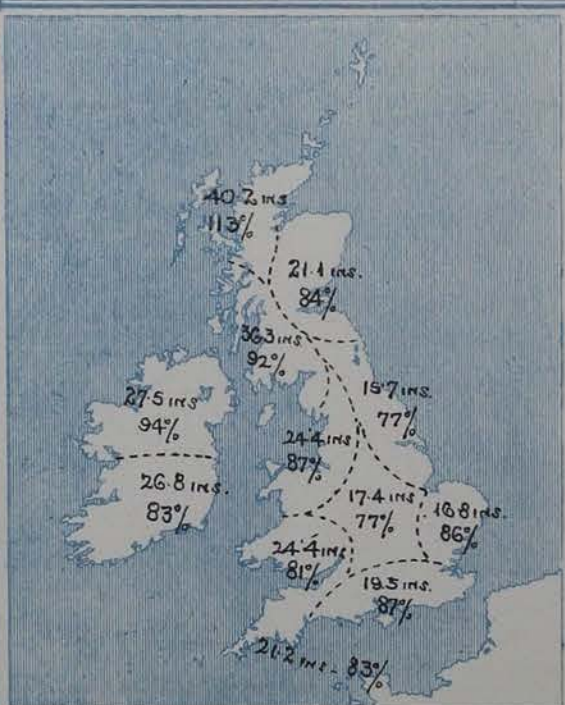 40.2 INS
113%
21.1 INS.
84%
36.3 INS.
92%
15.7 INS.
77%
27.5 INS
94%
24.4 INS
87%
26.8 INS.
83%
17.4 INS
77%
16.8 INS.
86%
24.4 INS
81%
19.5 INS.
87%
21.2 INS - 83%